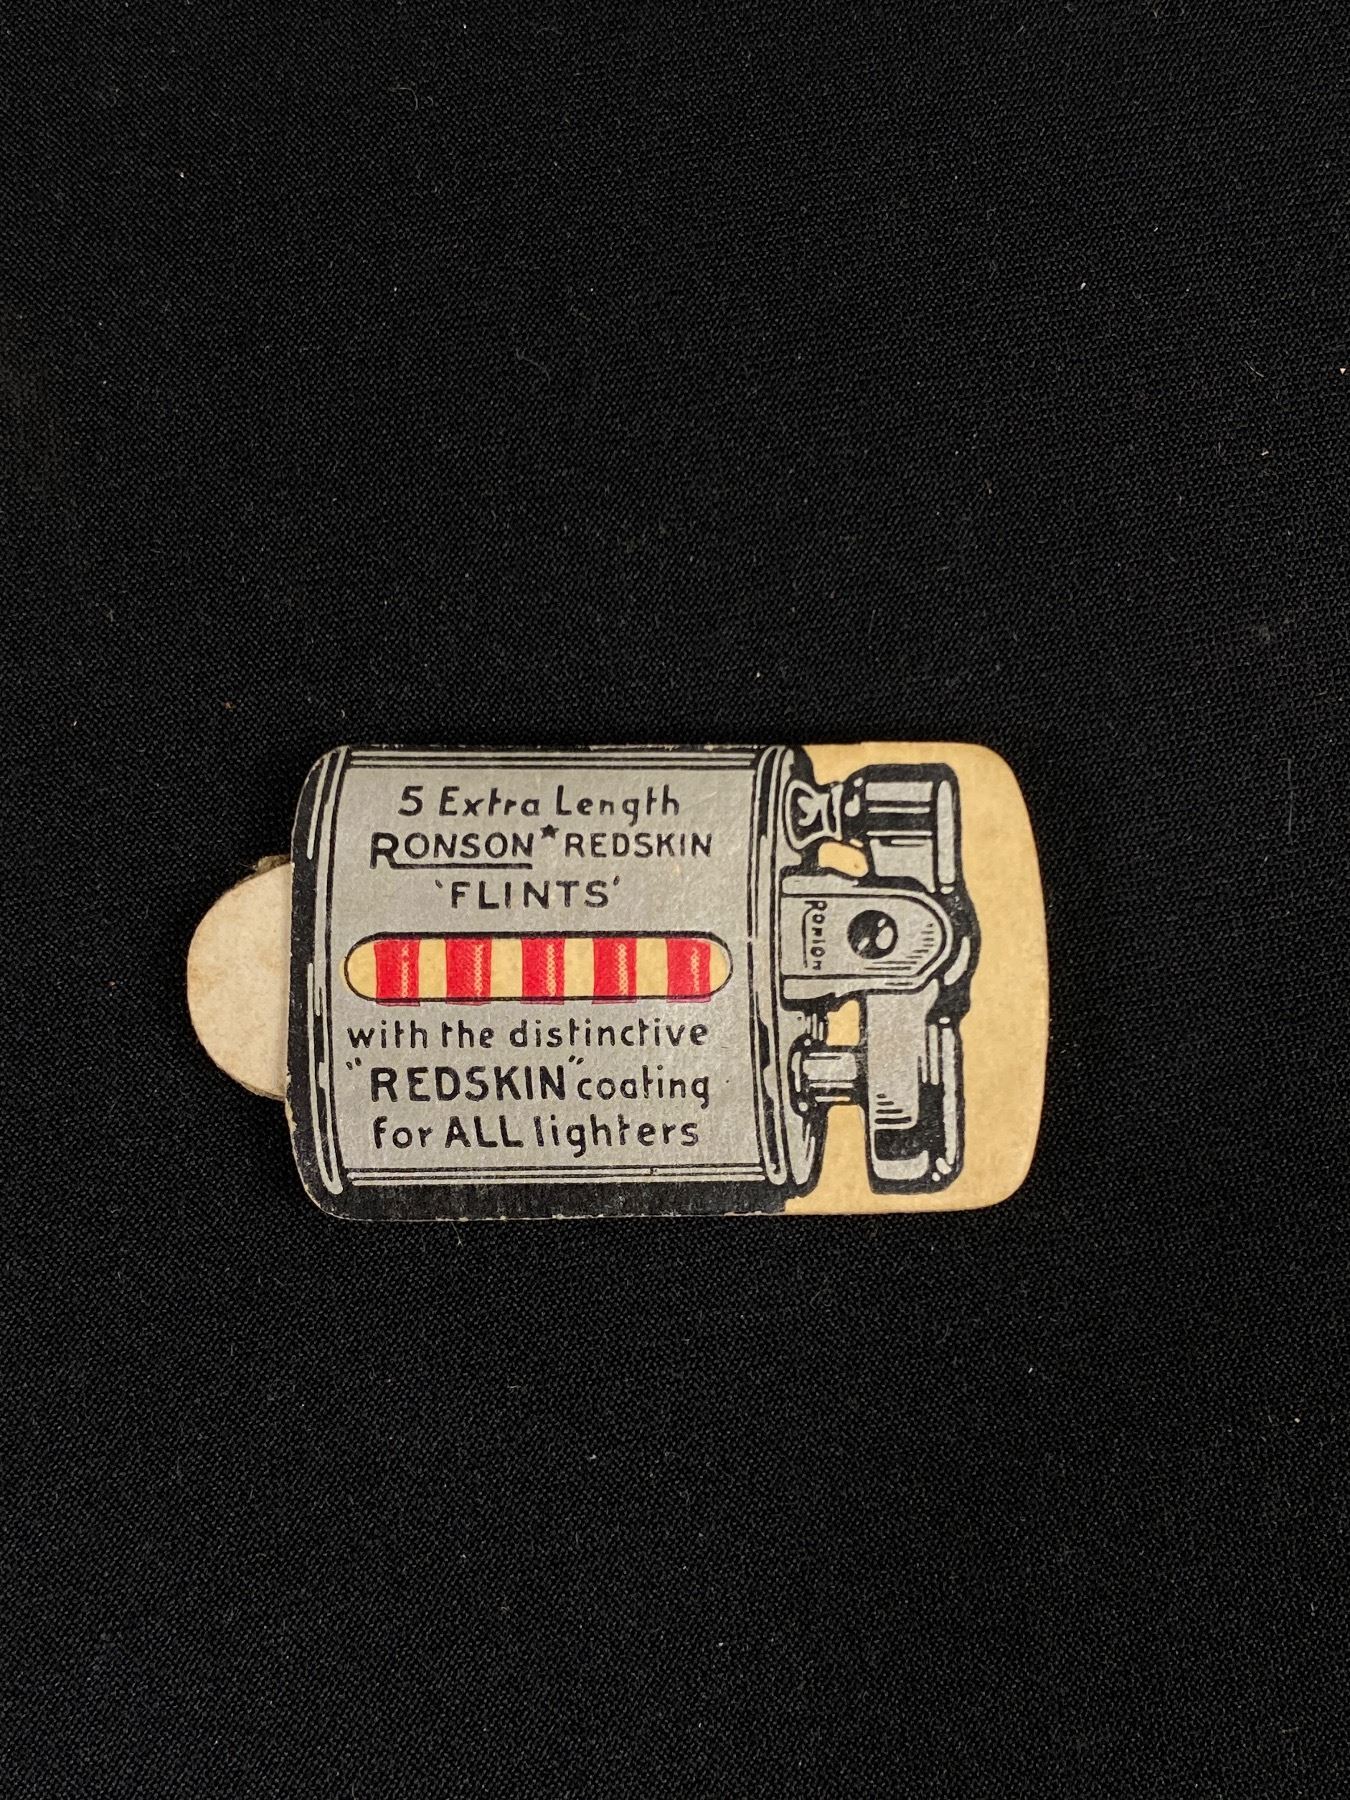 5 Extra Length
RONSON* REDSKIN
'FLINTS'
with the distinctive
"REDSKIN" coating
for ALL lighters
Ronson